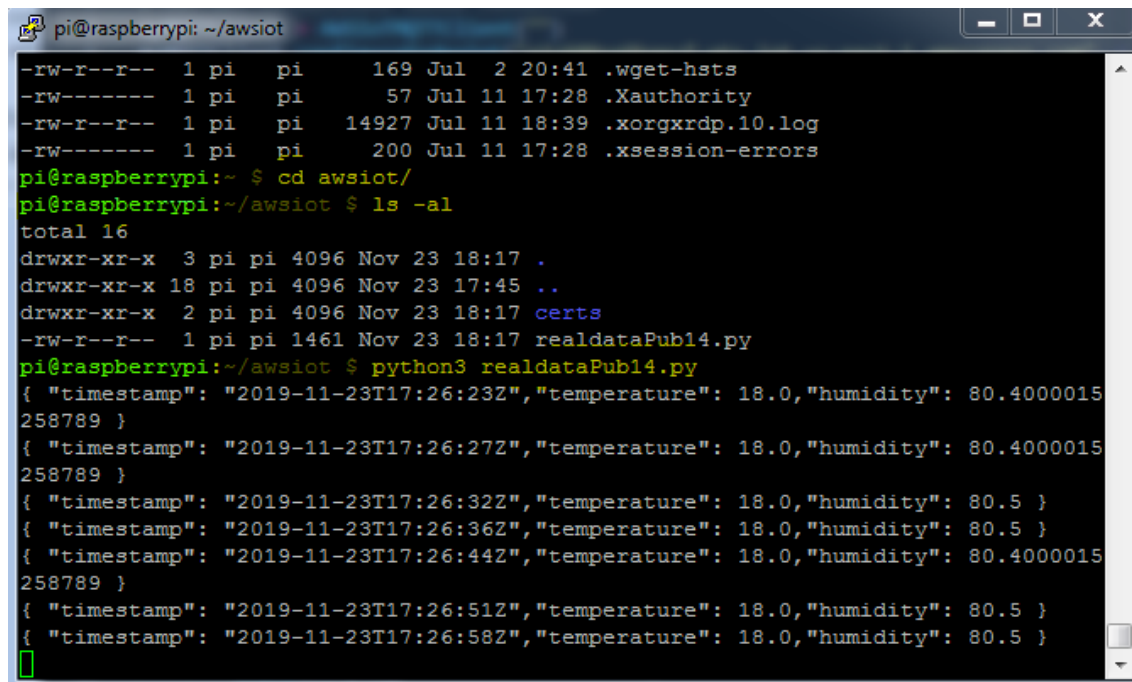 pi@raspberrypi: ~/awsiot
-rw-r--r--  1 pi   pi     169 Jul  2 20:41 .wget-hsts
-rw-------  1 pi   pi      57 Jul 11 17:28 .Xauthority
-rw-r--r--  1 pi   pi   14927 Jul 11 18:39 .xorgxrdp.10.log
-rw-------  1 pi   pi     200 Jul 11 17:28 .xsession-errors
pi@raspberrypi:~ $ cd awsiot/
pi@raspberrypi:~/awsiot $ ls -al
total 16
drwxr-xr-x  3 pi pi 4096 Nov 23 18:17 .
drwxr-xr-x 18 pi pi 4096 Nov 23 17:45 ..
drwxr-xr-x  2 pi pi 4096 Nov 23 18:17 certs
-rw-r--r--  1 pi pi 1461 Nov 23 18:17 realdataPub14.py
pi@raspberrypi:~/awsiot $ python3 realdataPub14.py
{ "timestamp": "2019-11-23T17:26:23Z","temperature": 18.0,"humidity": 80.4000015
258789 }
{ "timestamp": "2019-11-23T17:26:27Z","temperature": 18.0,"humidity": 80.4000015
258789 }
{ "timestamp": "2019-11-23T17:26:32Z","temperature": 18.0,"humidity": 80.5 }
{ "timestamp": "2019-11-23T17:26:36Z","temperature": 18.0,"humidity": 80.5 }
{ "timestamp": "2019-11-23T17:26:44Z","temperature": 18.0,"humidity": 80.4000015
258789 }
{ "timestamp": "2019-11-23T17:26:51Z","temperature": 18.0,"humidity": 80.5 }
{ "timestamp": "2019-11-23T17:26:58Z","temperature": 18.0,"humidity": 80.5 }